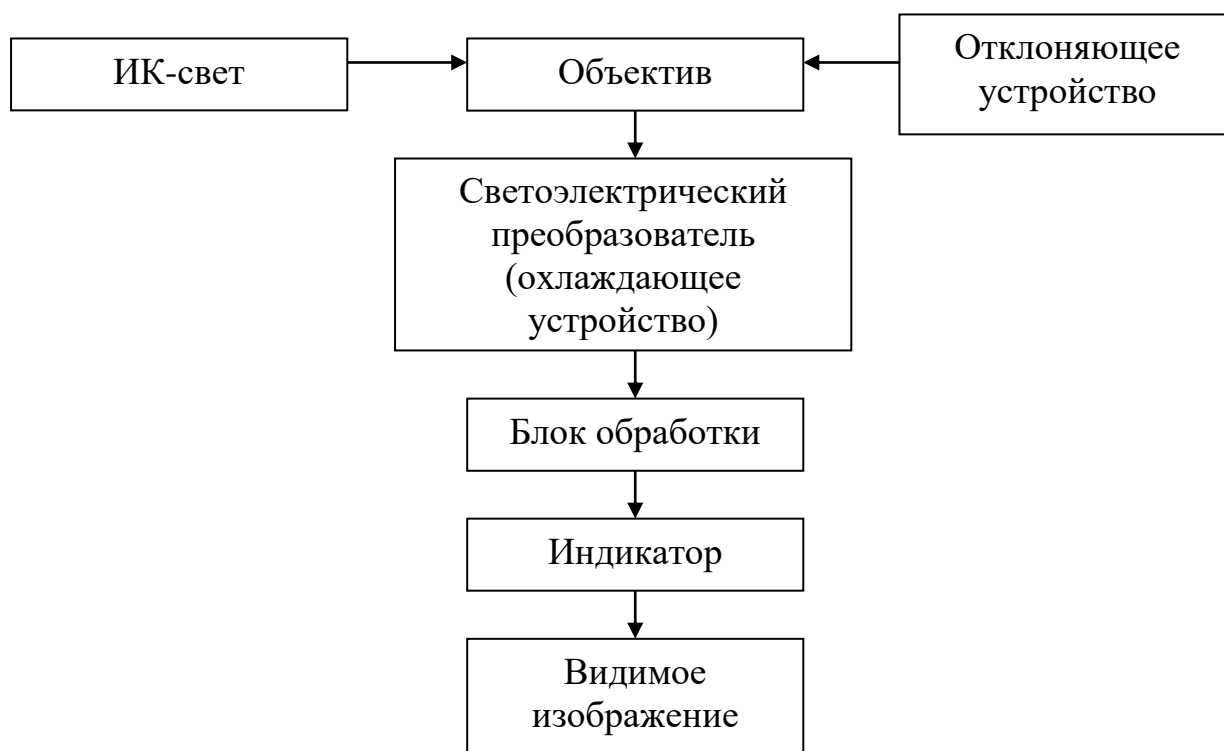 ИК-свет
Объектив
Отклоняющее
устройство
Светоэлектрический
преобразователь
(охлаждающее
устройство)
Блок обработки
Индикатор
Видимое
изображение